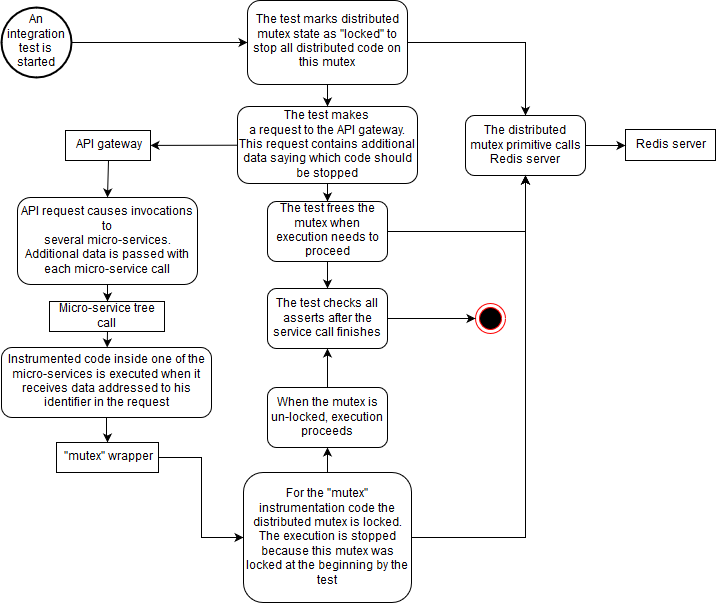 An
integration
test is
started
The test marks distributed
mutex state as "locked" to
stop all distributed code on
this mutex
The test makes
a request to the API gateway.
This request contains additional
data saying which code should
be stopped
The distributed
mutex primitive calls
Redis server
Redis server
API gateway
API request causes invocations
to
several micro-services.
Additional data is passed with
each micro-service call
The test frees the
mutex when
execution needs to
proceed
Micro-service tree
call
The test checks all
asserts after the
service call finishes
Instrumented code inside one of the
micro-services is executed when it
receives data addressed to his
identifier in the request
When the mutex is
un-locked, execution
proceeds
"mutex" wrapper
For the "mutex"
instrumentation code the
distributed mutex is locked.
The execution is stopped
because this mutex was
locked at the beginning by the
test